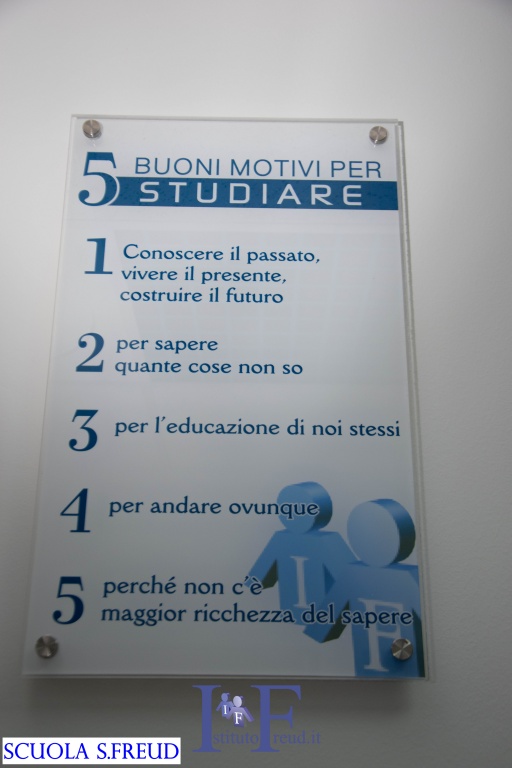 5 BUONI MOTIVI PER
STUDIARE
1 Conoscere il passato,
vivere il presente,
costruire il futuro
2 per sapere
quante cose non so
3 per l'educazione di noi stessi
4 per andare ovunque
5 perché non c'è
maggior ricchezza del sapere
I F
I F
IstitutoFreud.it
SCUOLA S.FREUD